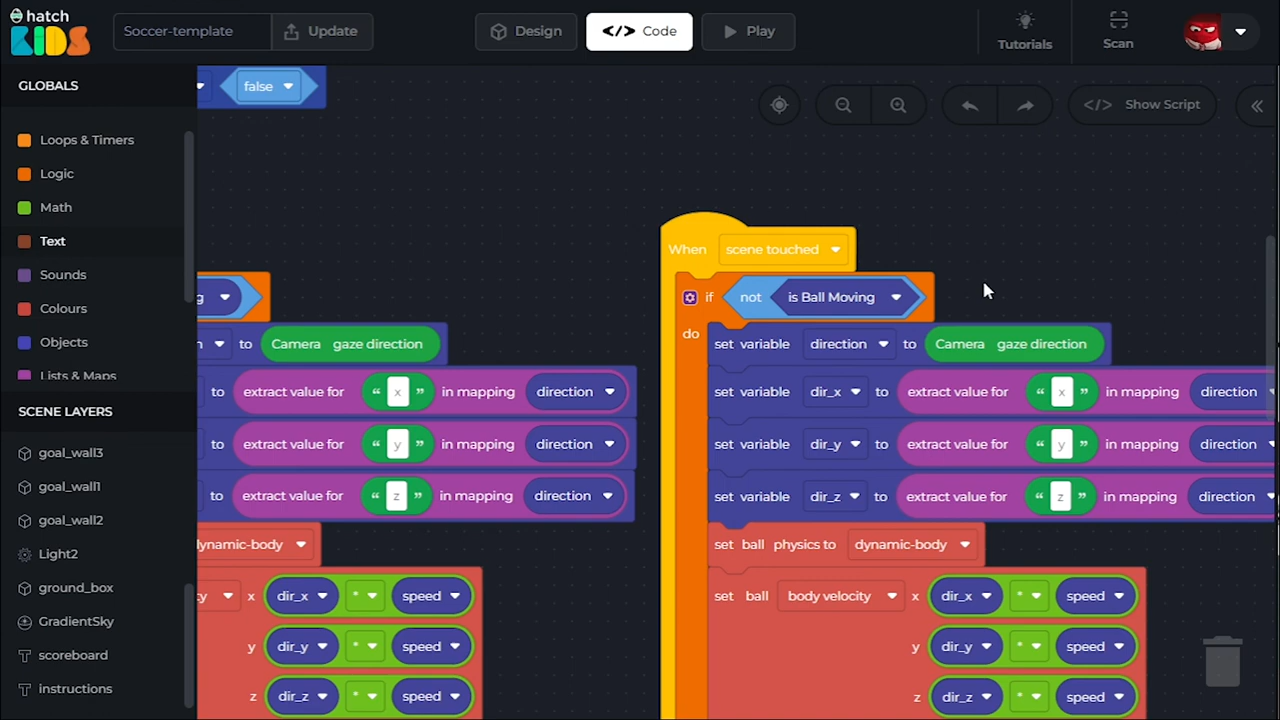 hatch
KIDS
Soccer-template
Update
Design
</> Code
Play
Tutorials
Scan
GLOBALS
Loops & Timers
Logic
Math
Text
Sounds
Colours
Objects
Lists & Maps
SCENE LAYERS
goal_wall3
goal_wall1
goal_wall2
Light2
ground_box
GradientSky
scoreboard
instructions
false
</> Show Script
g
n to Camera gaze direction
to extract value for “ x ” in mapping direction
to extract value for “ y ” in mapping direction
to extract value for “ z ” in mapping direction
dynamic-body
ty x dir_x * speed
y dir_y * speed
z dir_z * speed
When scene touched
if not is Ball Moving
do
set variable direction to Camera gaze direction
set variable dir_x to extract value for “ x ” in mapping direction
set variable dir_y to extract value for “ y ” in mapping direction
set variable dir_z to extract value for “ z ” in mapping direction
set ball physics to dynamic-body
set ball body velocity x dir_x * speed
y dir_y * speed
z dir_z * speed